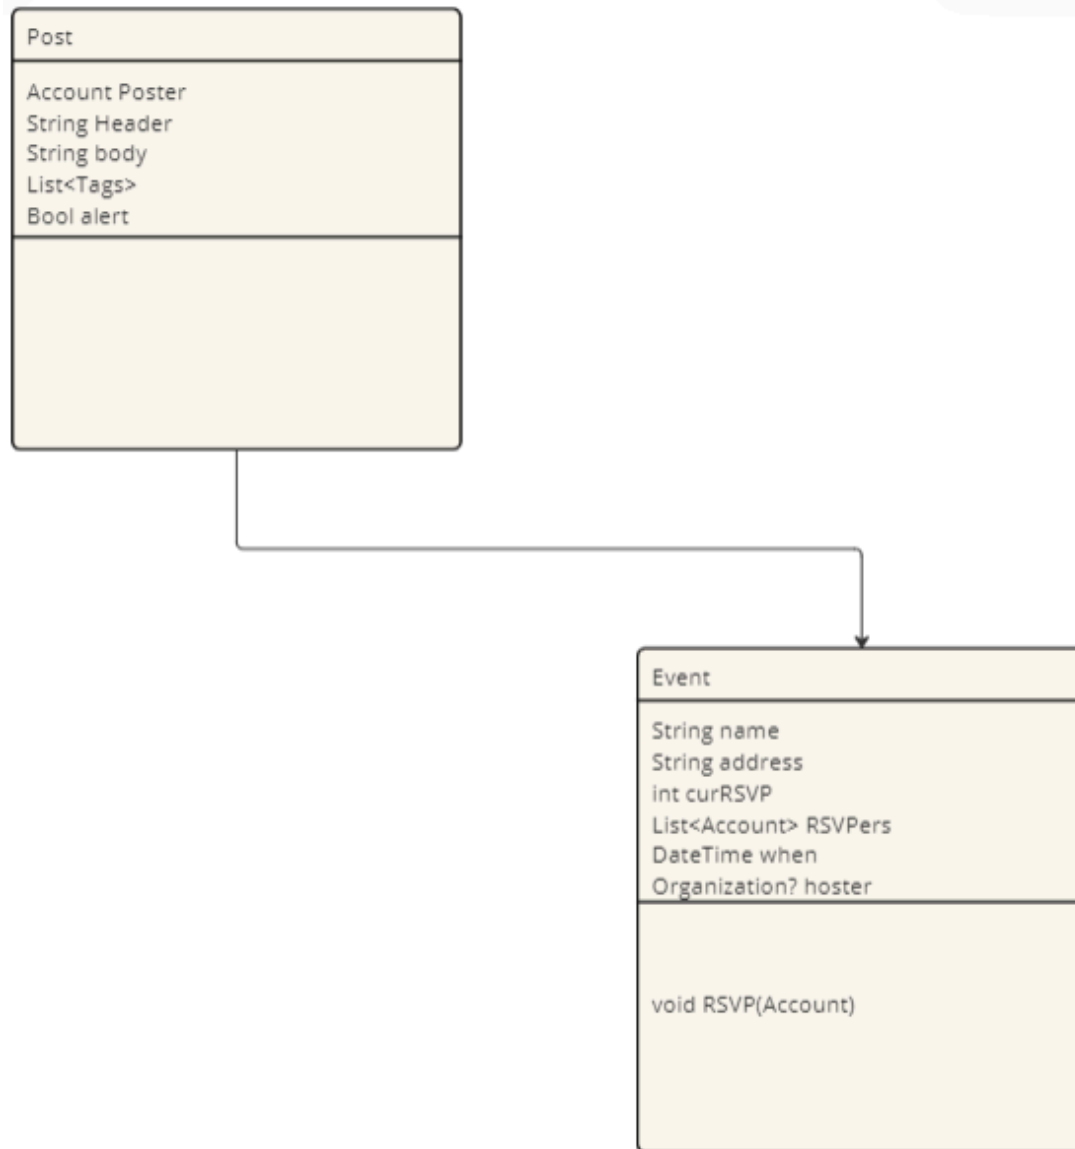 Post
Account Poster
String Header
String body
List<Tags>
Bool alert
Event
String name
String address
int curRSVP
List<Account> RSVPers
DateTime when
Organization? hoster
void RSVP(Account)